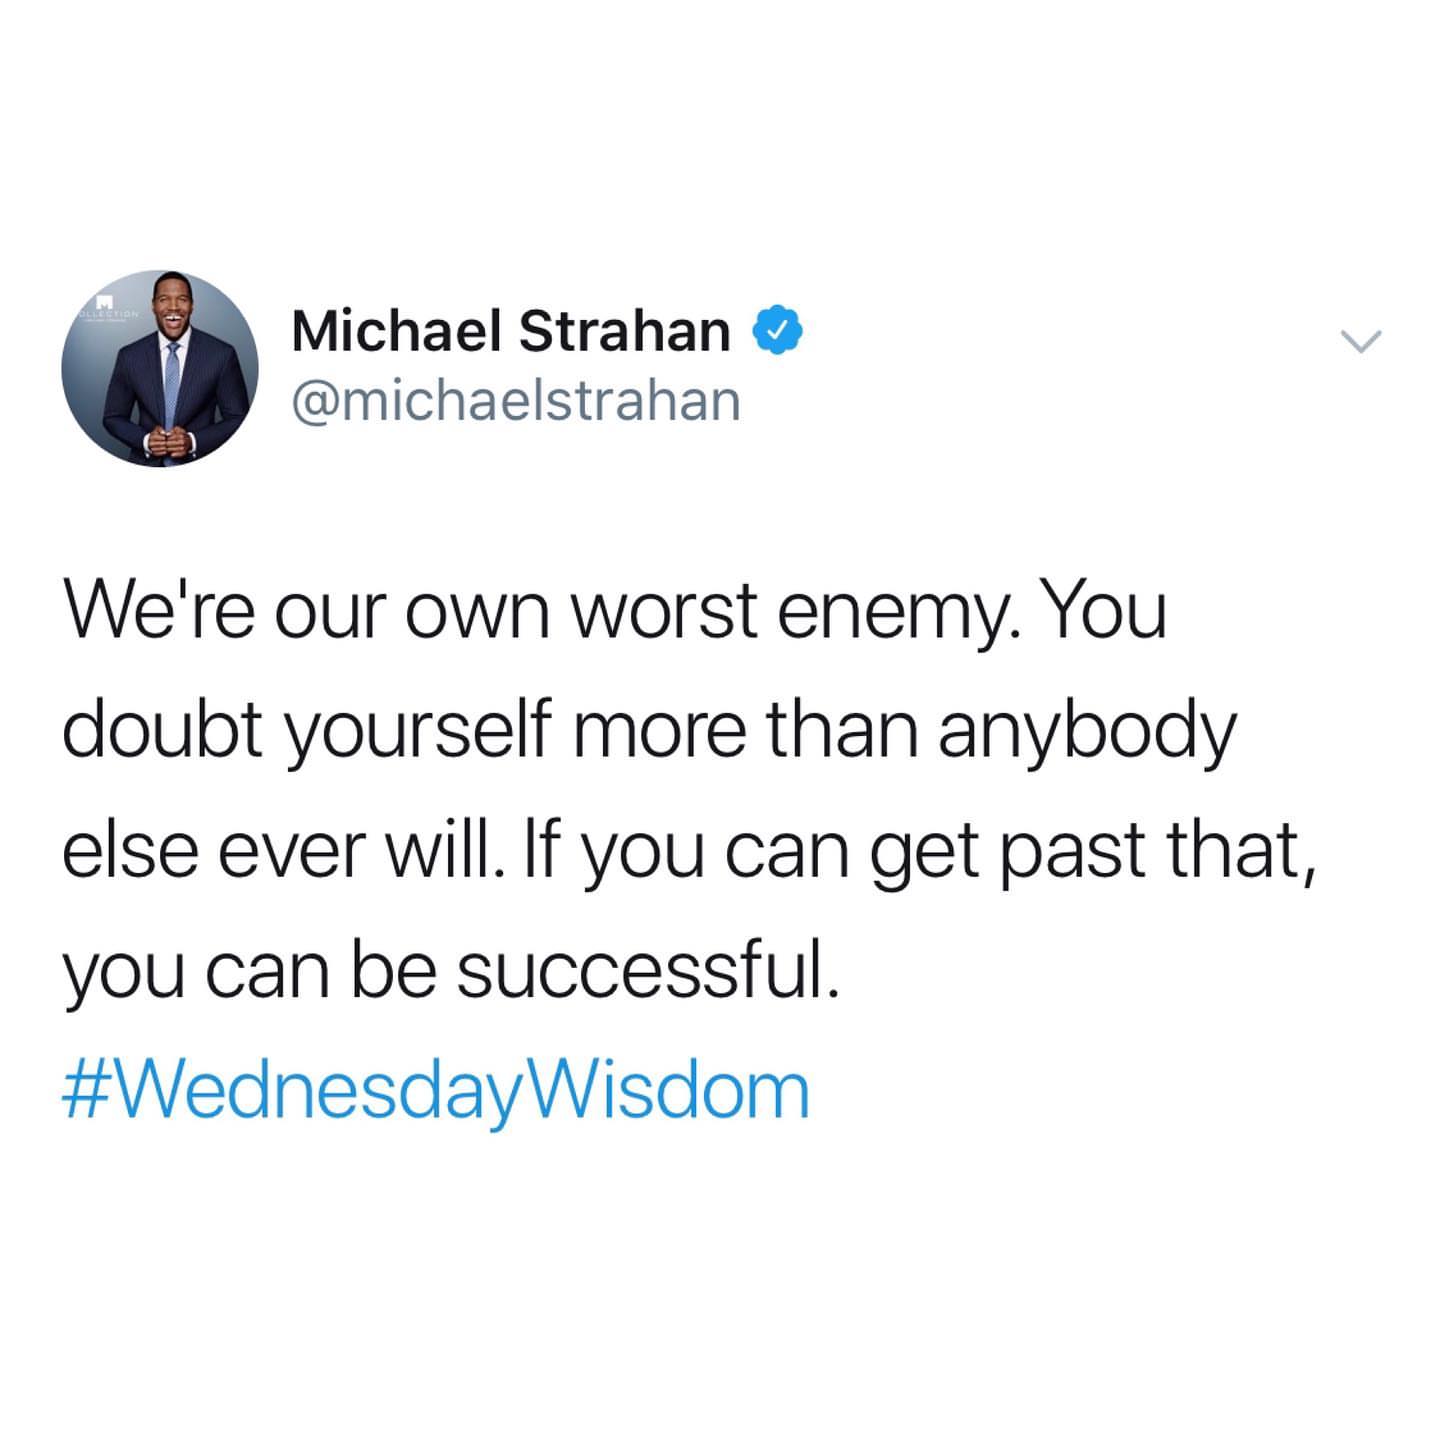 Michael Strahan
@michaelstrahan
We're our own worst enemy. You
doubt yourself more than anybody
else ever will. If you can get past that,
you can be successful.
#WednesdayWisdom